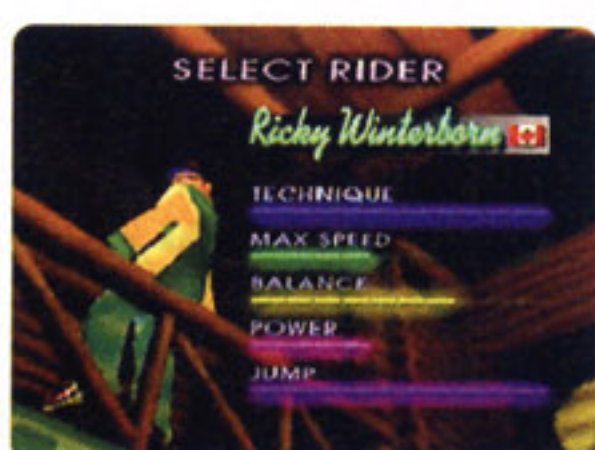 SELECT RIDER
Ricky Winterborn
TECHNIQUE
MAX SPEED
BALANCE
POWER
JUMP